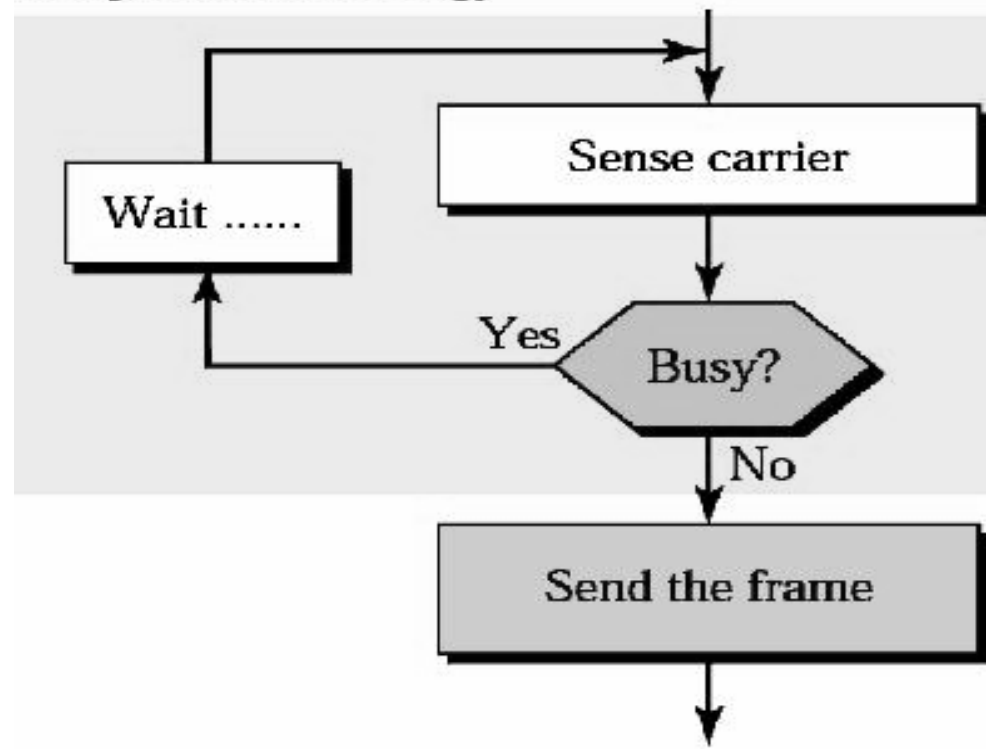 Sense carrier
Wait ......
Yes
Busy?
No
Send the frame